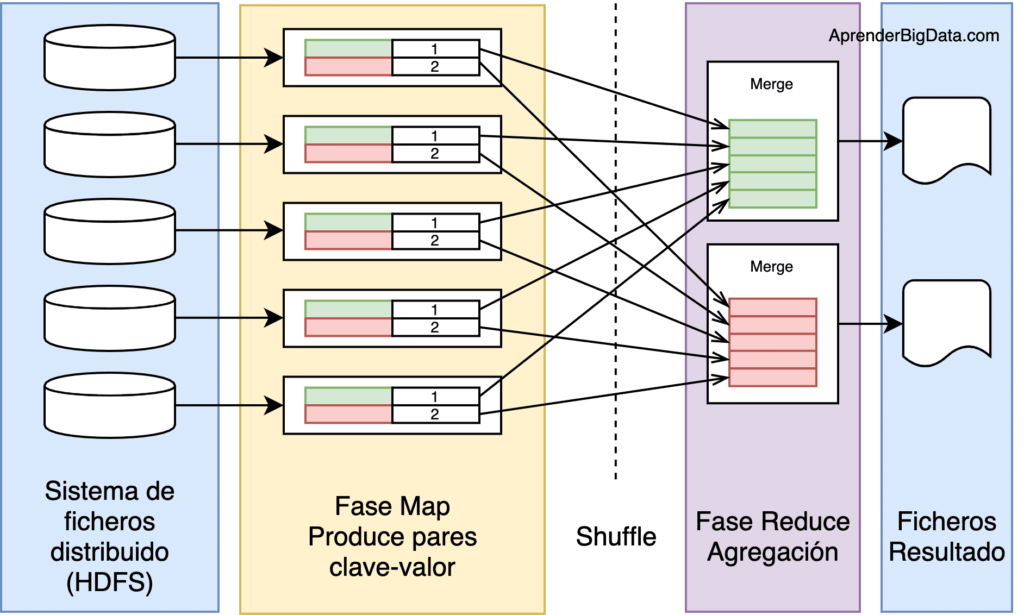 AprenderBigData.com
1
2
1
2
1
2
1
2
1
2
Merge
Merge
Sistema de
ficheros
distribuido
(HDFS)
Fase Map
Produce pares
clave-valor
Shuffle
Fase Reduce
Agregación
Ficheros
Resultado